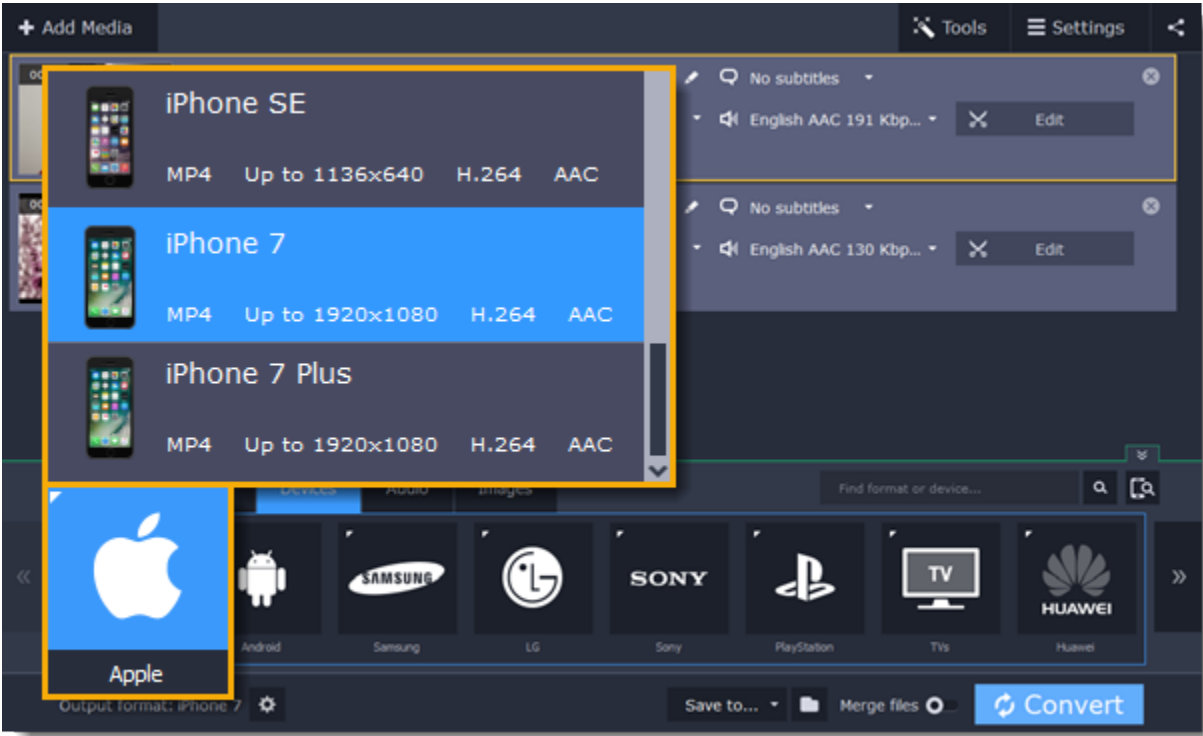 Add Media
Tools
Settings
iPhone SE
MP4 Up to 1136x640 H.264 AAC
iPhone 7
MP4 Up to 1920x1080 H.264 AAC
iPhone 7 Plus
MP4 Up to 1920x1080 H.264 AAC
No subtitles
English AAC 191 Kbp...
Edit
No subtitles
English AAC 130 Kbp...
Edit
Devices
Audio
Images
Find format or device...
SAMSUNG
LG
SONY
TV
HUAWEI
Apple
Android
Samsung
LG
Sony
PlayStation
TVs
Huawei
Output format: iPhone 7
Save to...
Merge files
Convert